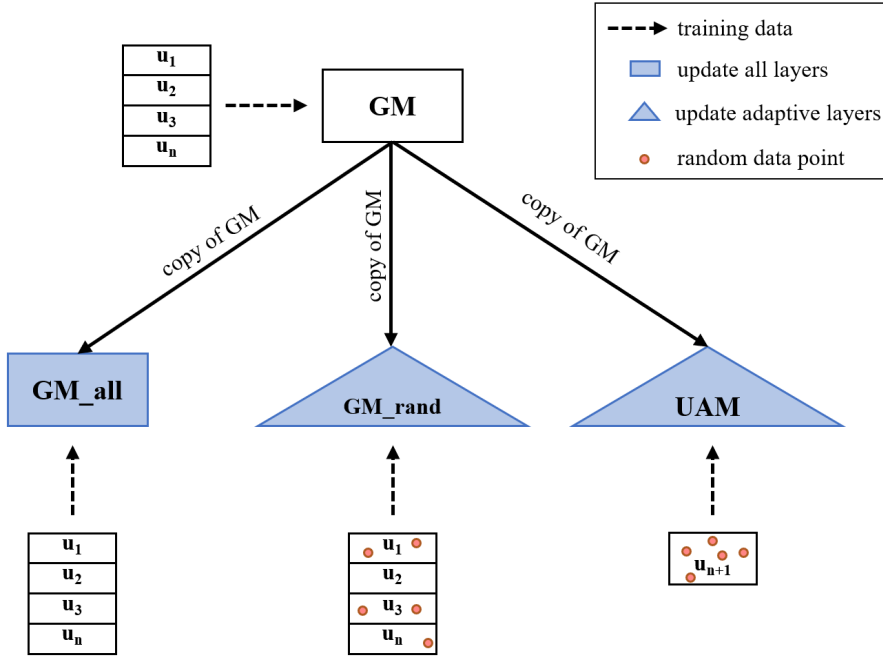 training data
update all layers
update adaptive layers
random data point
u₁
u₂
u₃
uₙ
GM
copy of GM
copy of GM
copy of GM
GM_all
GM_rand
UAM
u₁
u₂
u₃
uₙ
u₁
u₂
u₃
uₙ
uₙ₊₁